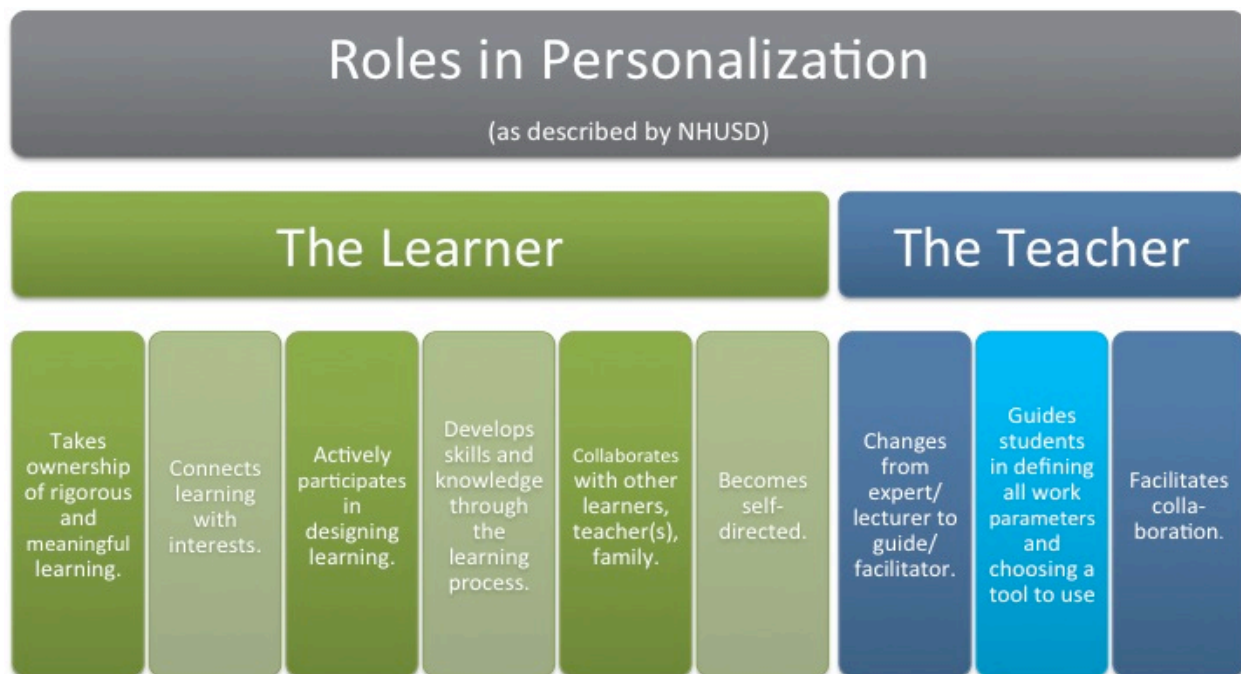 Roles in Personalization
(as described by NHUSD)
The Learner
The Teacher
Takes
ownership
of rigorous
and
meaningful
learning.
Connects
learning
with
interests.
Actively
participates
in
designing
learning.
Develops
skills and
knowledge
through
the
learning
process.
Collaborates
with other
learners,
teacher(s),
family.
Becomes
self-
directed.
Changes
from
expert/
lecturer to
guide/
facilitator.
Guides
students
in defining
all work
parameters
and
choosing a
tool to use
Facilitates
colla-
boration.